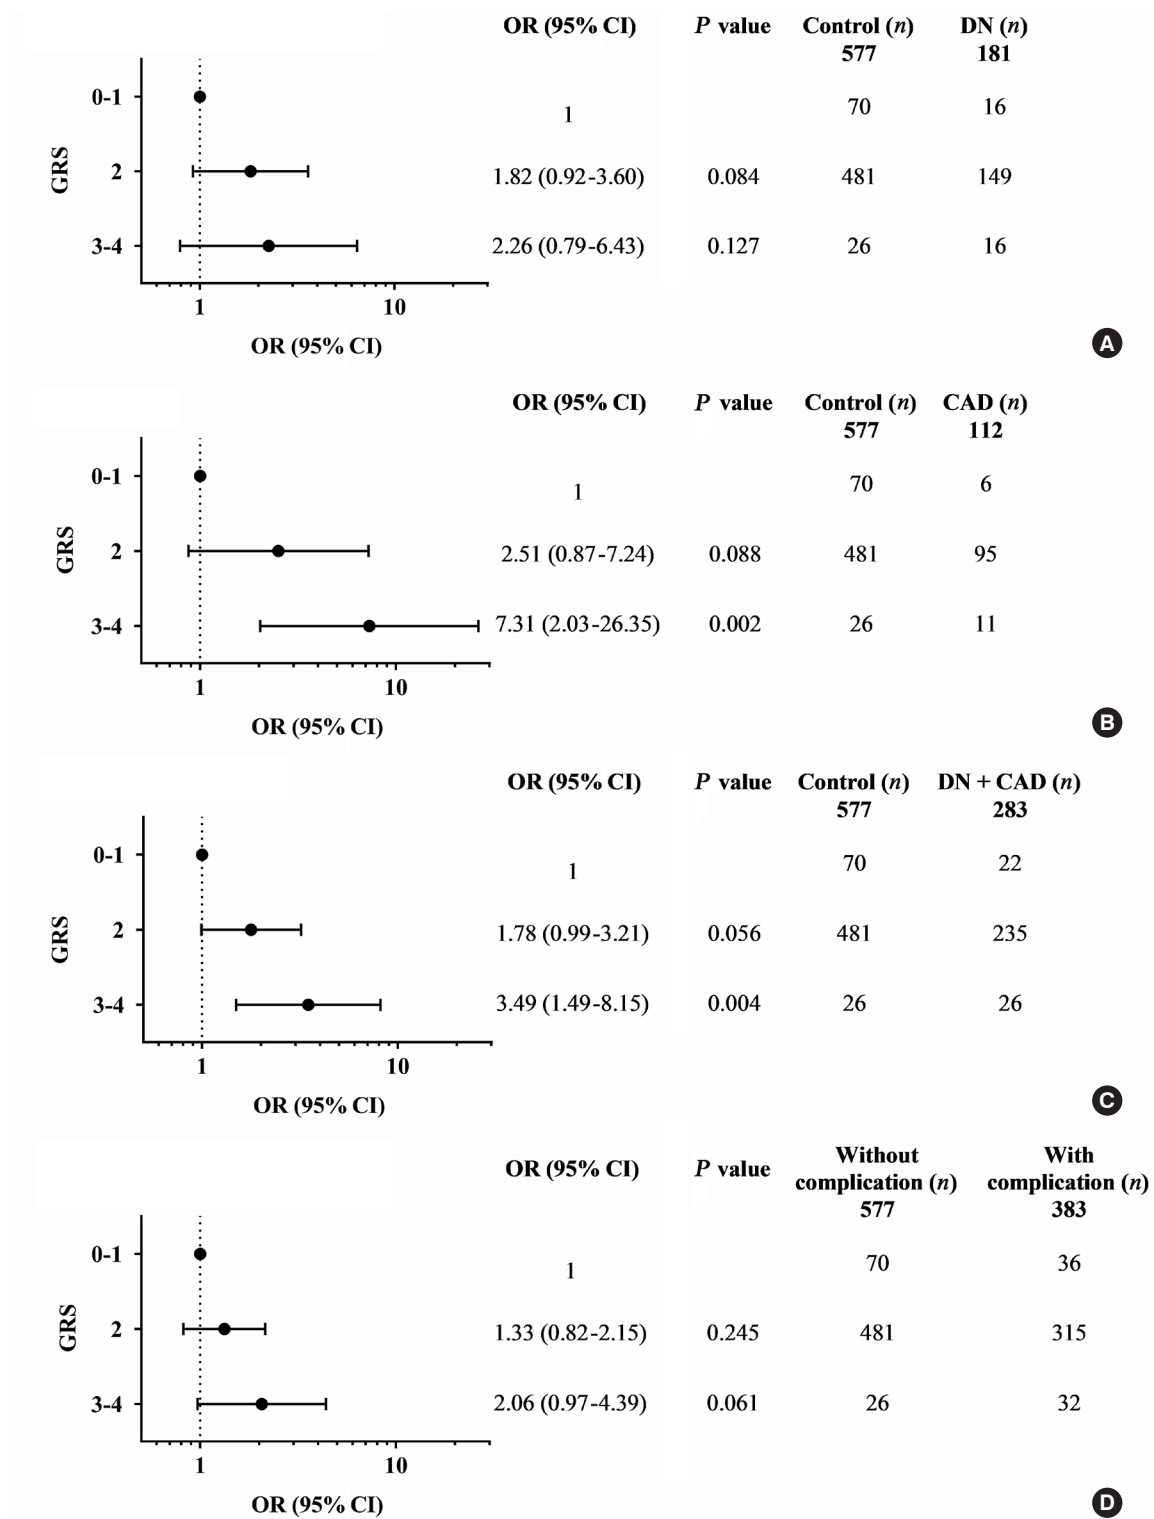 OR (95% CI) P value Control (n) DN (n)
577 181
0-1 1 70 16
GRS
2 1.82 (0.92-3.60) 0.084 481 149
3-4 2.26 (0.79-6.43) 0.127 26 16
1 10
OR (95% CI)
A
OR (95% CI) P value Control (n) CAD (n)
577 112
0-1 1 70 6
GRS
2 2.51 (0.87-7.24) 0.088 481 95
3-4 7.31 (2.03-26.35) 0.002 26 11
1 10
OR (95% CI)
B
OR (95% CI) P value Control (n) DN + CAD (n)
577 283
0-1 1 70 22
GRS
2 1.78 (0.99-3.21) 0.056 481 235
3-4 3.49 (1.49-8.15) 0.004 26 26
1 10
OR (95% CI)
C
Without With
OR (95% CI) P value complication (n) complication (n)
577 383
0-1 1 70 36
GRS
2 1.33 (0.82-2.15) 0.245 481 315
3-4 2.06 (0.97-4.39) 0.061 26 32
1 10
OR (95% CI)
D